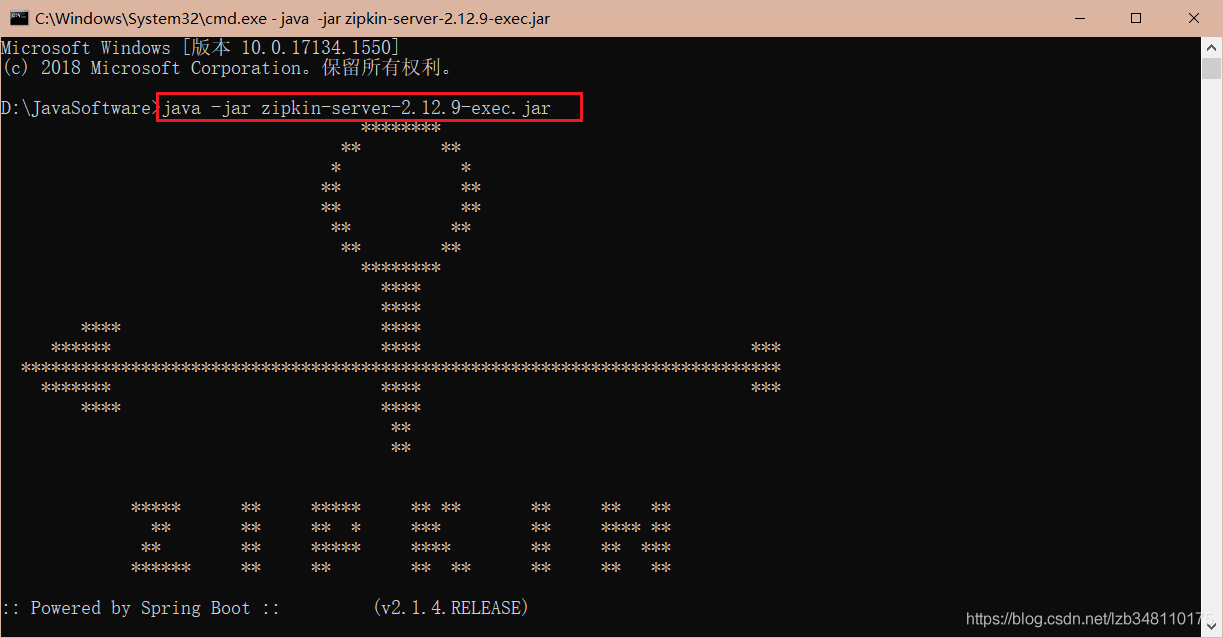 C:\Windows\System32\cmd.exe - java  -jar zipkin-server-2.12.9-exec.jar
Microsoft Windows [版本 10.0.17134.1550]
(c) 2018 Microsoft Corporation。保留所有权利。
D:\JavaSoftware>java -jar zipkin-server-2.12.9-exec.jar
ZIPKIN
:: Powered by Spring Boot ::         (v2.1.4.RELEASE)
https://blog.csdn.net/lzb348110175